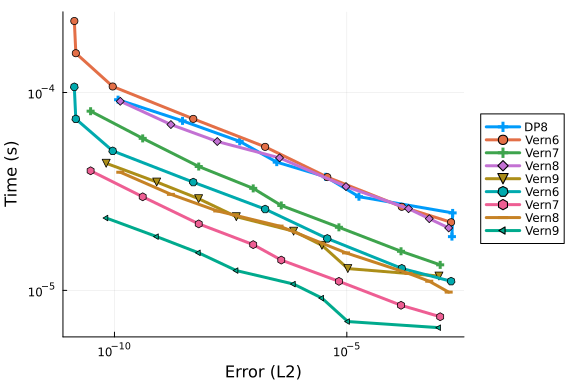 10⁻⁴
10⁻⁵
Time (s)
10⁻¹⁰
10⁻⁵
Error (L2)
DP8
Vern6
Vern7
Vern8
Vern9
Vern6
Vern7
Vern8
Vern9